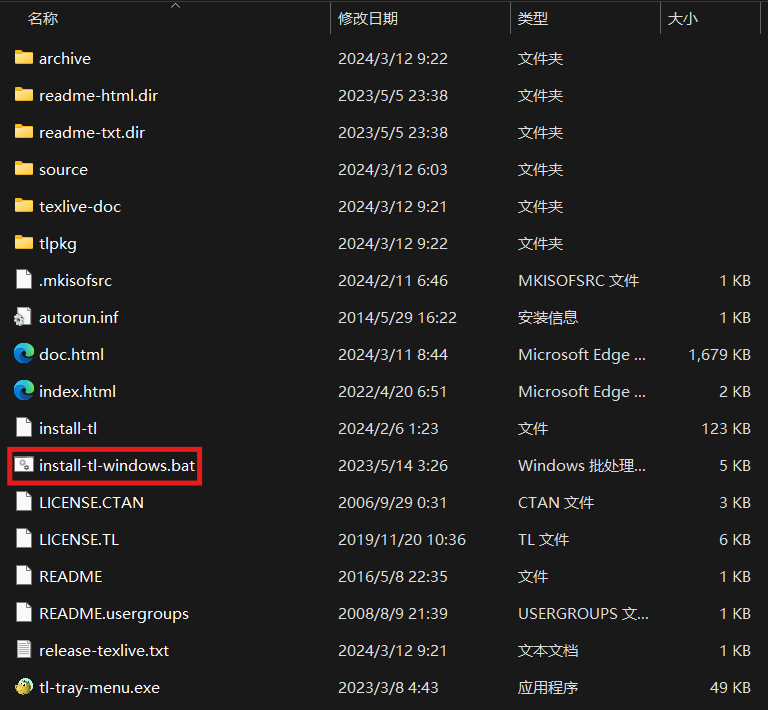 名称 修改日期 类型 大小
archive 2024/3/12 9:22 文件夹
readme-html.dir 2023/5/5 23:38 文件夹
readme-txt.dir 2023/5/5 23:38 文件夹
source 2024/3/12 6:03 文件夹
texlive-doc 2024/3/12 9:21 文件夹
tlpkg 2024/3/12 9:22 文件夹
.mkisofsrc 2024/2/11 6:46 MKISOFSRC 文件 1 KB
autorun.inf 2014/5/29 16:22 安装信息 1 KB
doc.html 2024/3/11 8:44 Microsoft Edge ... 1,679 KB
index.html 2022/4/20 6:51 Microsoft Edge ... 2 KB
install-tl 2024/2/6 1:23 文件 123 KB
install-tl-windows.bat 2023/5/14 3:26 Windows 批处理... 5 KB
LICENSE.CTAN 2006/9/29 0:31 CTAN 文件 3 KB
LICENSE.TL 2019/11/20 10:36 TL 文件 6 KB
README 2016/5/8 22:35 文件 1 KB
README.usergroups 2008/8/9 21:39 USERGROUPS 文... 1 KB
release-texlive.txt 2024/3/12 9:21 文本文档 1 KB
tl-tray-menu.exe 2023/3/8 4:43 应用程序 49 KB